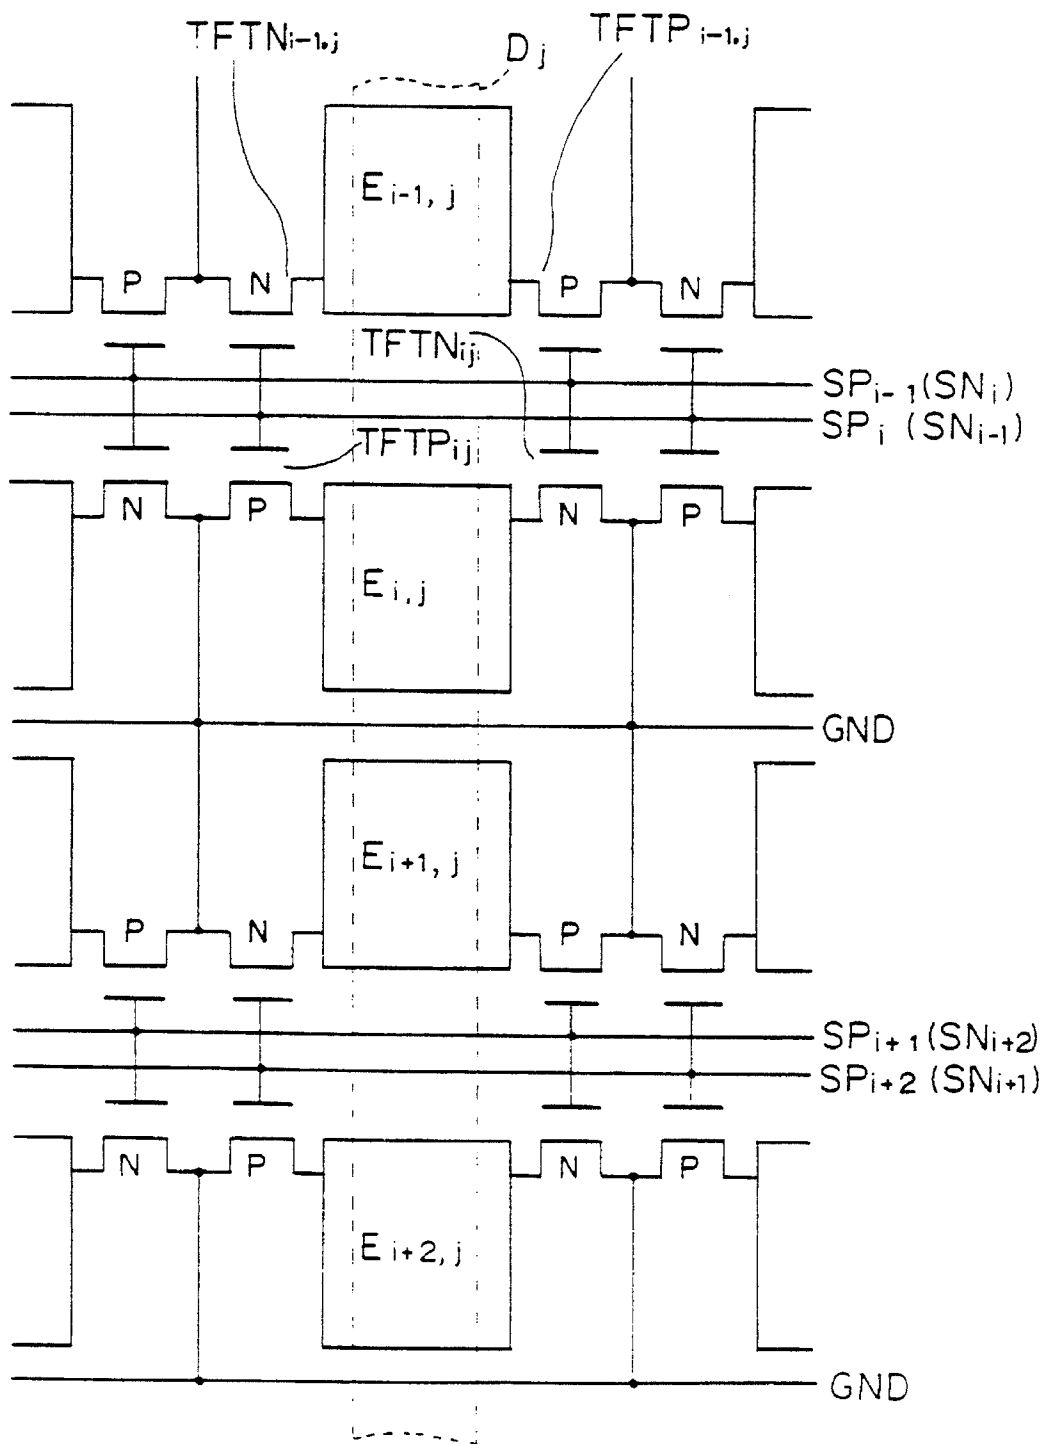 TFTNi-1,j
Dj
TFTPi-1,j
Ei-1, j
P
N
P
N
TFTNij
SPi-1(SNi)
SPi (SNi-1)
TFTPij
N
P
N
P
Ei,j
GND
Ei+1, j
P
N
P
N
SPi+1(SNi+2)
SPi+2(SNi+1)
N
P
N
P
Ei+2,j
GND